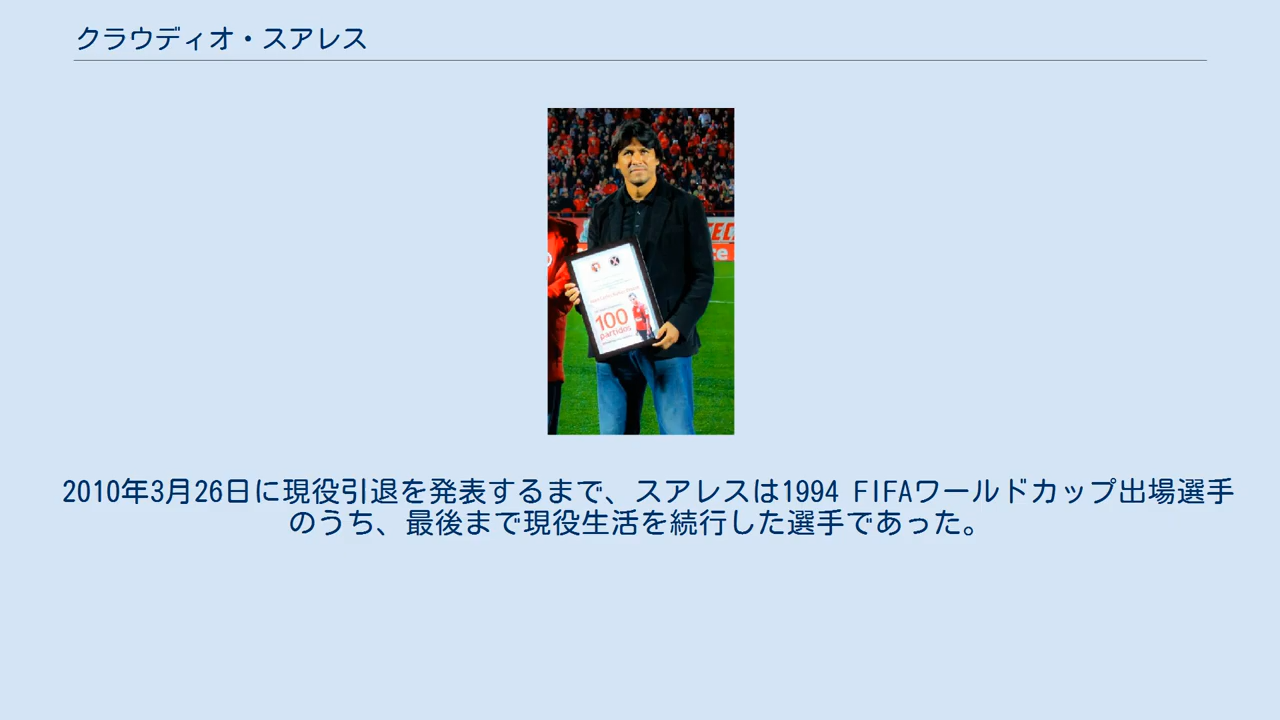 クラウディオ・スアレス
100
partidos
2010年3月26日に現役引退を発表するまで、スアレスは1994 FIFAワールドカップ出場選手
のうち、最後まで現役生活を続行した選手であった。